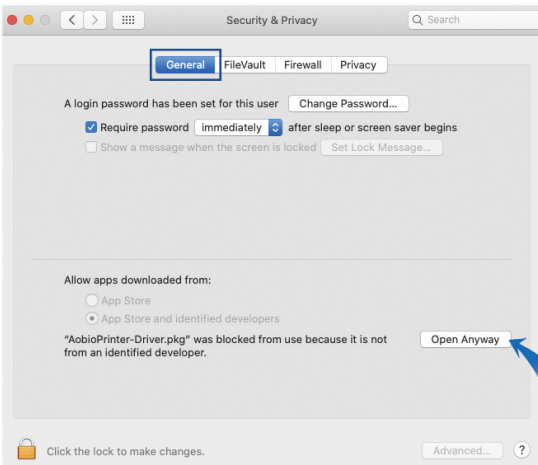 Security & Privacy
Search
General
FileVault
Firewall
Privacy
A login password has been set for this user
Change Password...
Require password
immediately
after sleep or screen saver begins
Show a message when the screen is locked
Set Lock Message...
Allow apps downloaded from:
App Store
App Store and identified developers
“AobioPrinter-Driver.pkg” was blocked from use because it is not
from an identified developer.
Open Anyway
Click the lock to make changes.
Advanced...
?